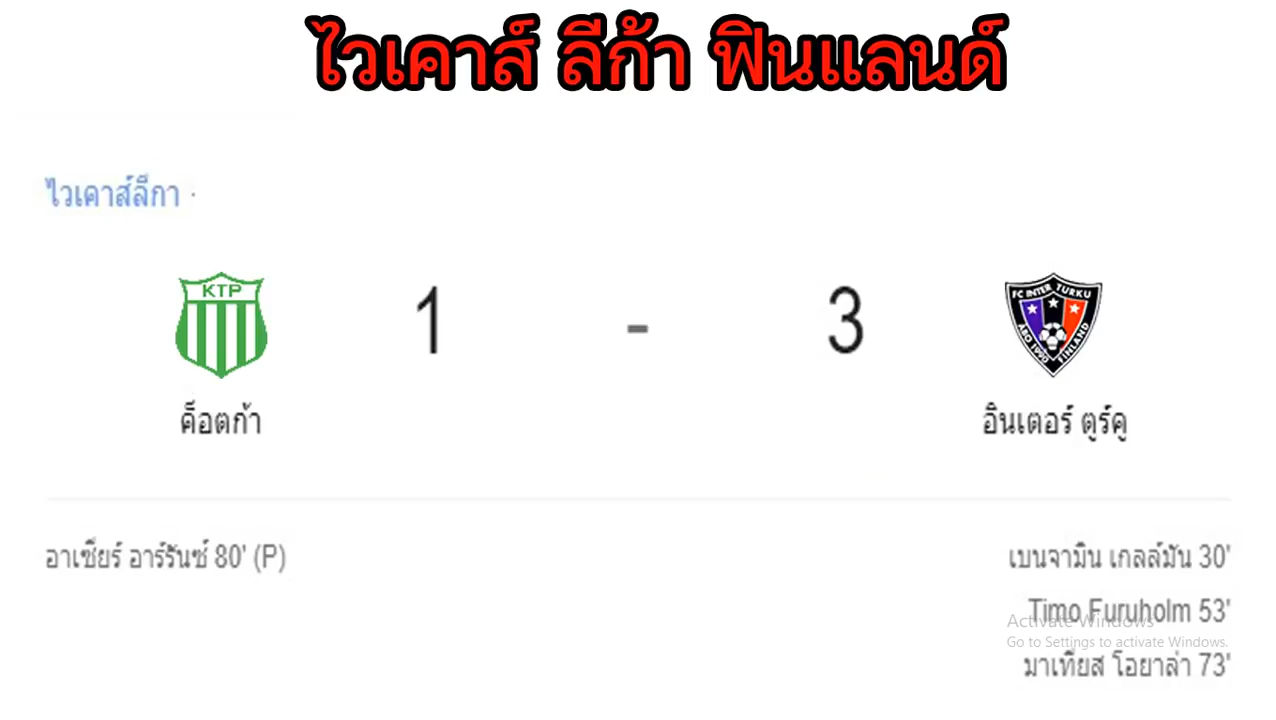 ไวเคาส์ ลีก้า ฟินแลนด์
ไวเคาส์ลีกา ·
KTP
FC INTER TURKU
ÅBO 1990 FINLAND
1 - 3
ค็อตก้า
อินเตอร์ ตูร์คู
อาเซียร์ อาร์รันซ์ 80' (P)
เบนจามิน เกลล์มัน 30'
Timo Furuholm 53'
Activate Windows
Go to Settings to activate Windows.
มาเทียส โอยาล่า 73'